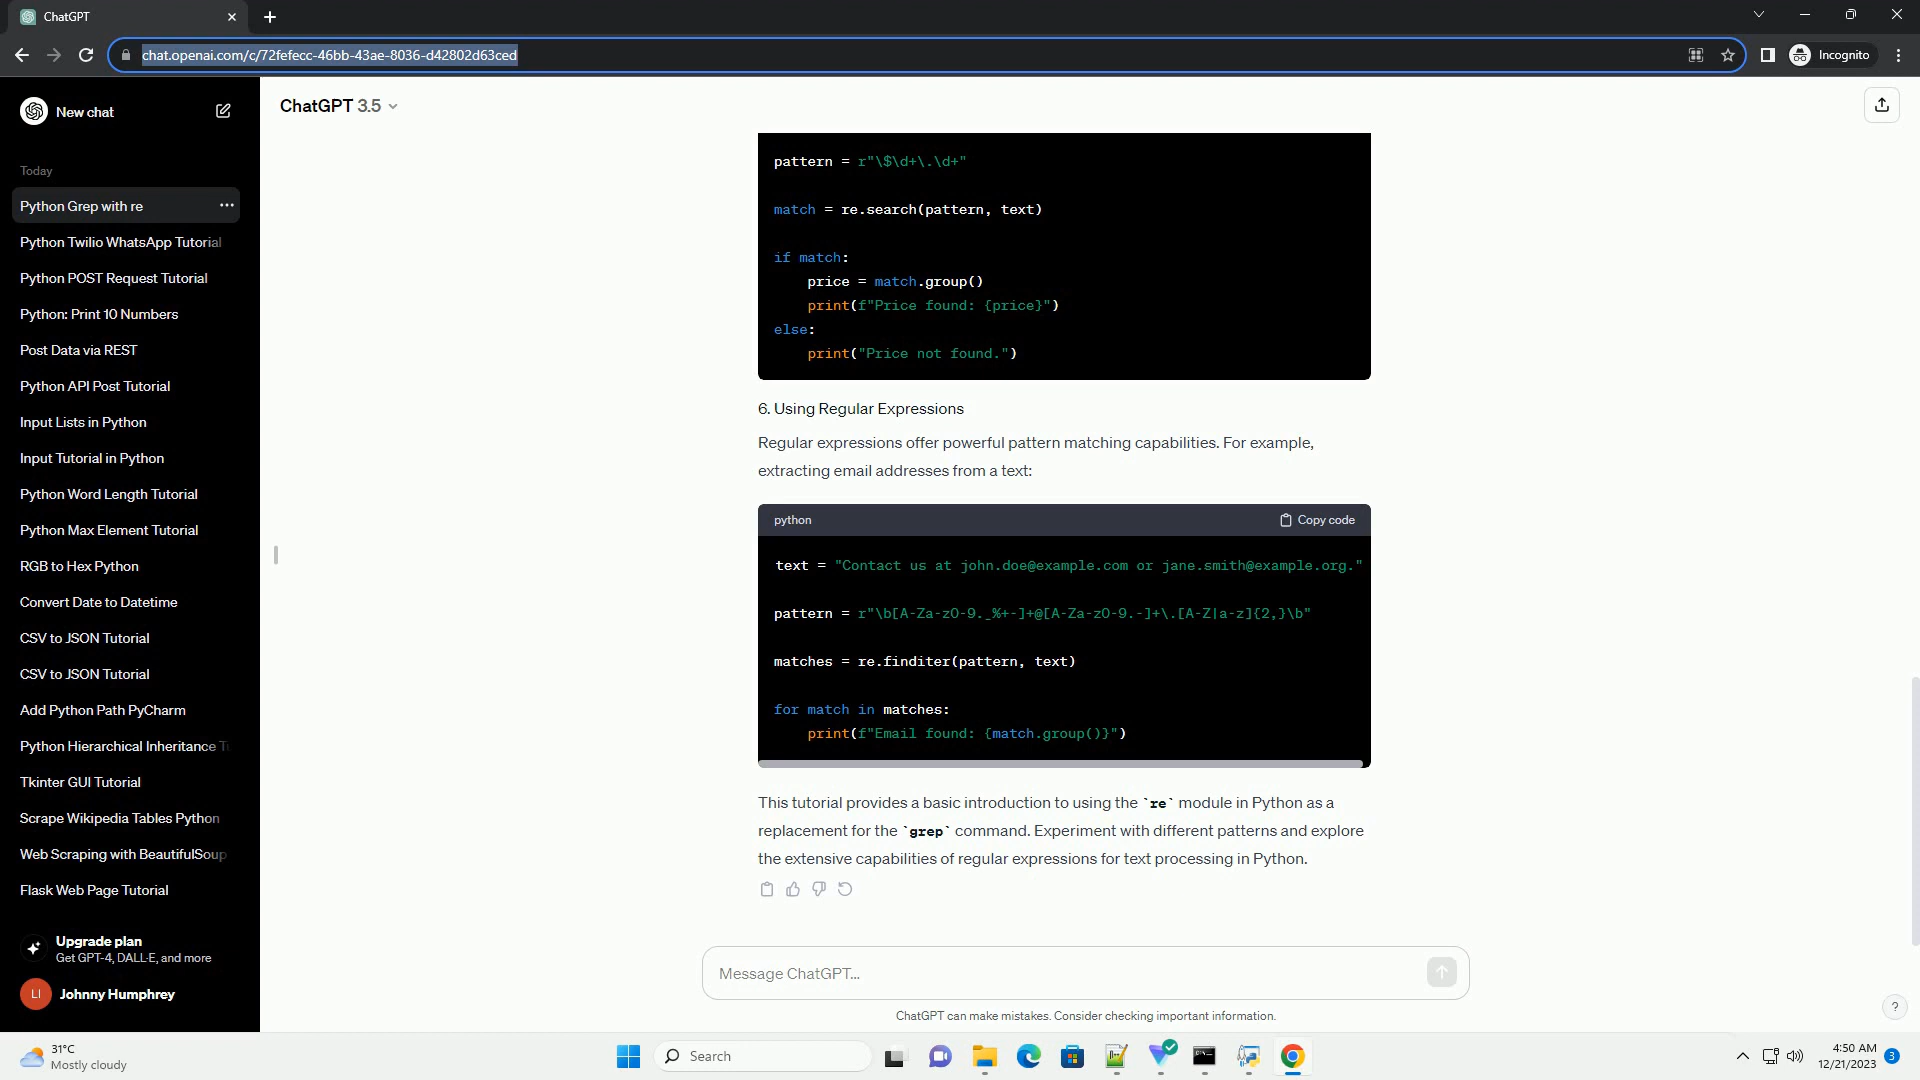 ChatGPT
chat.openai.com/c/72fefecc-46bb-43ae-8036-d42802d63ced
Incognito
New chat
Today
Python Grep with re
Python Twilio WhatsApp Tutorial
Python POST Request Tutorial
Python: Print 10 Numbers
Post Data via REST
Python API Post Tutorial
Input Lists in Python
Input Tutorial in Python
Python Word Length Tutorial
Python Max Element Tutorial
RGB to Hex Python
Convert Date to Datetime
CSV to JSON Tutorial
CSV to JSON Tutorial
Add Python Path PyCharm
Python Hierarchical Inheritance Tu
Tkinter GUI Tutorial
Scrape Wikipedia Tables Python
Web Scraping with BeautifulSoup
Flask Web Page Tutorial
Upgrade plan
Get GPT-4, DALL·E, and more
LI
Johnny Humphrey
ChatGPT 3.5
pattern = r"\$\d+\.\d+"
match = re.search(pattern, text)
if match:
    price = match.group()
    print(f"Price found: {price}")
else:
    print("Price not found.")
6. Using Regular Expressions
Regular expressions offer powerful pattern matching capabilities. For example,
extracting email addresses from a text:
python
Copy code
text = "Contact us at john.doe@example.com or jane.smith@example.org."
pattern = r"\b[A-Za-z0-9._%+-]+@[A-Za-z0-9.-]+\.[A-Z|a-z]{2,}\b"
matches = re.finditer(pattern, text)
for match in matches:
    print(f"Email found: {match.group()}")
This tutorial provides a basic introduction to using the `re` module in Python as a
replacement for the `grep` command. Experiment with different patterns and explore
the extensive capabilities of regular expressions for text processing in Python.
Message ChatGPT...
ChatGPT can make mistakes. Consider checking important information.
?
31°C
Mostly cloudy
Search
4:50 AM
12/21/2023
3